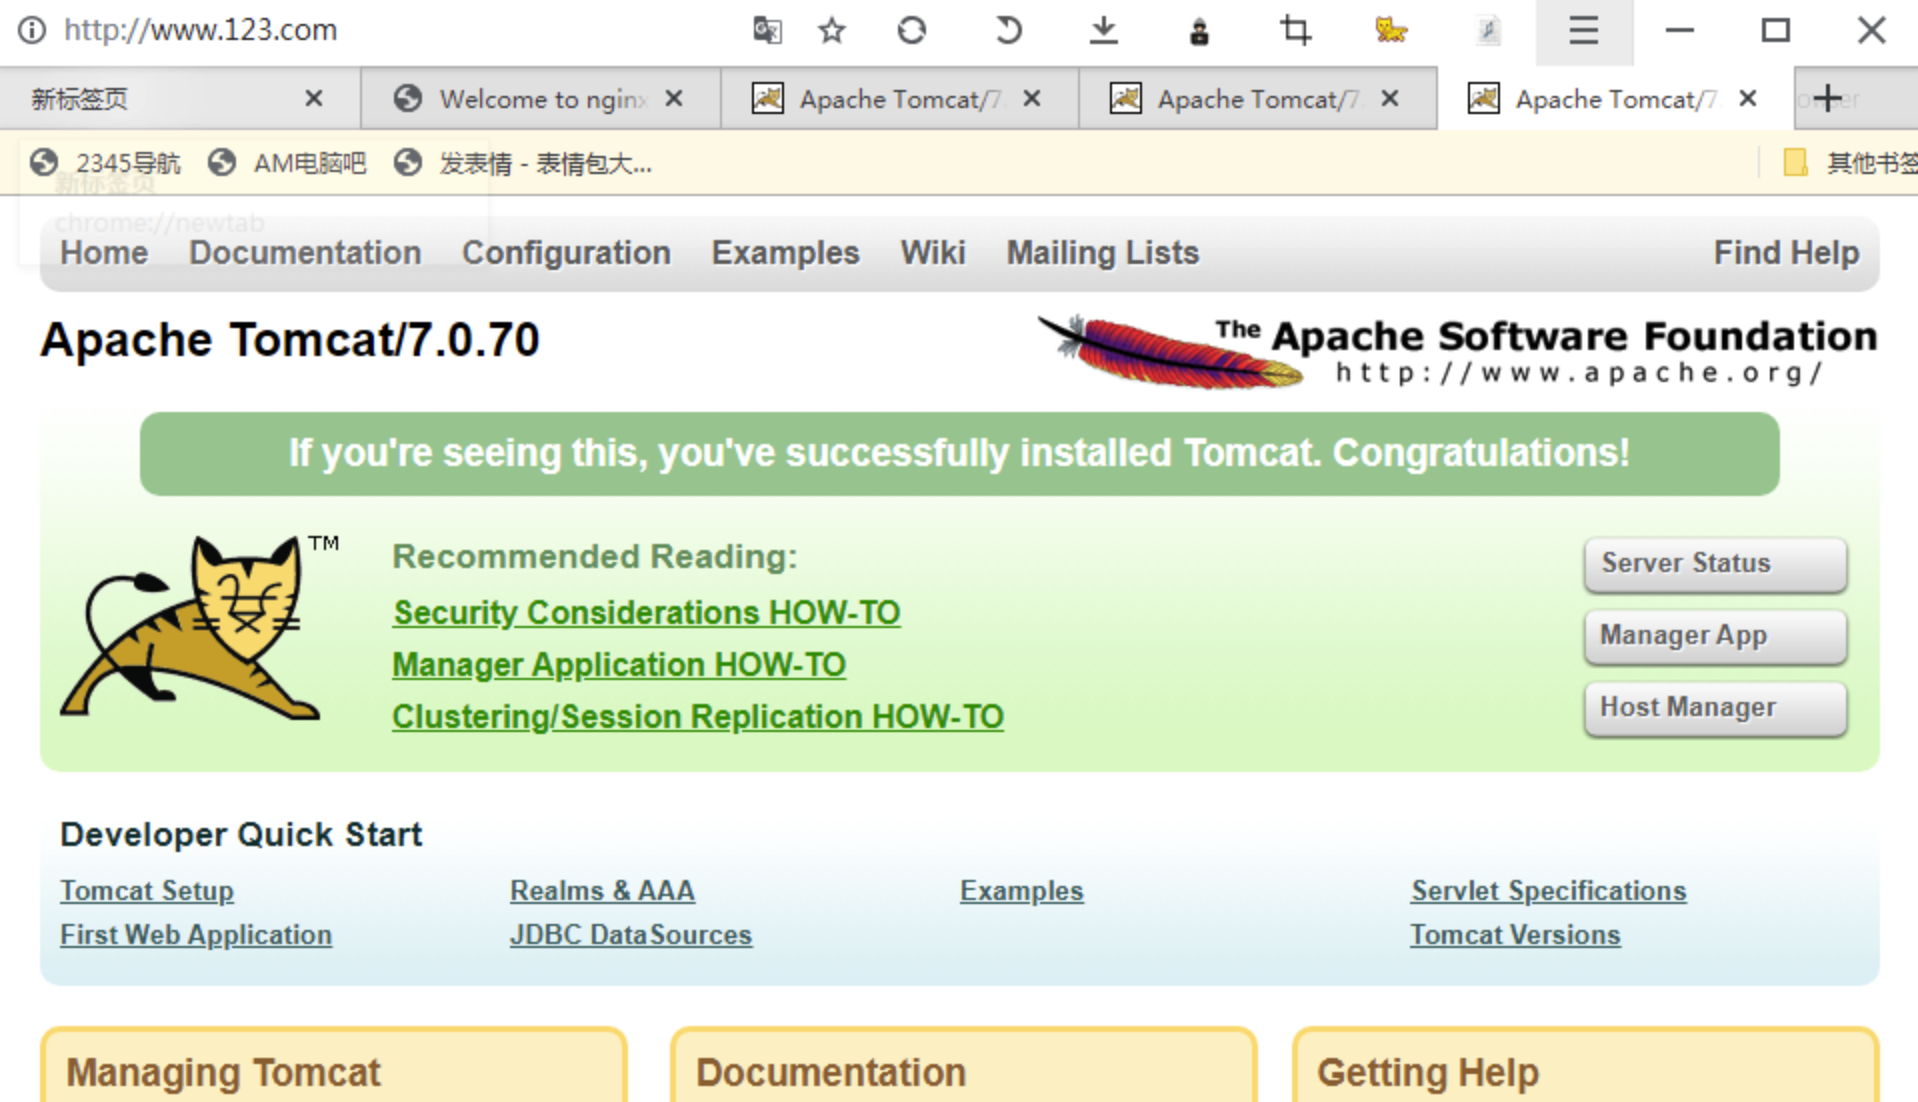 http://www.123.com
新标签页
Welcome to nginx
Apache Tomcat/7
Apache Tomcat/7.
Apache Tomcat/7.
2345导航
AM电脑吧
发表情 - 表情包大...
其他书签
新标签页
chrome://newtab
Home Documentation Configuration Examples Wiki Mailing Lists Find Help
Apache Tomcat/7.0.70
The Apache Software Foundation
http://www.apache.org/
If you're seeing this, you've successfully installed Tomcat. Congratulations!
TM
Recommended Reading:
Security Considerations HOW-TO
Manager Application HOW-TO
Clustering/Session Replication HOW-TO
Server Status
Manager App
Host Manager
Developer Quick Start
Tomcat Setup
First Web Application
Realms & AAA
JDBC DataSources
Examples
Servlet Specifications
Tomcat Versions
Managing Tomcat
Documentation
Getting Help